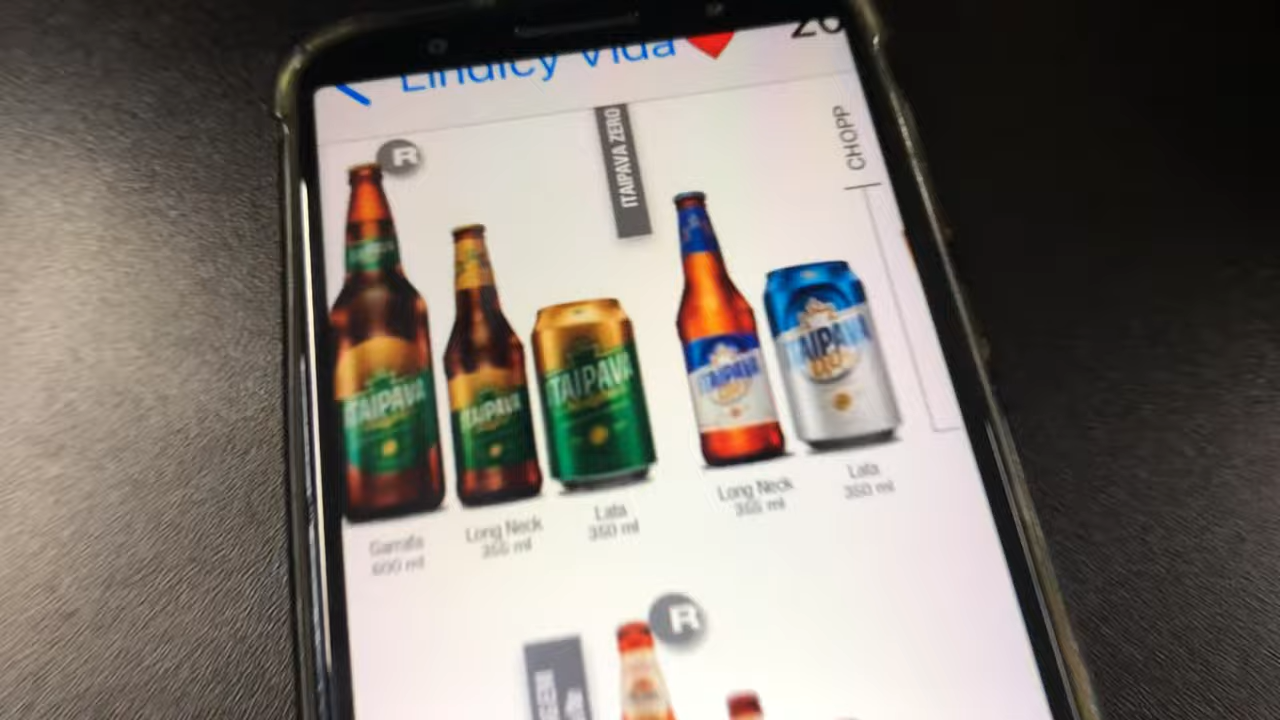 Lindicy Vida
R
ITAIPAVA ZERO
CHOPP
ITAIPAVA
ITAIPAVA
ITAIPAVA
ITAIPAVA
ITAIPAVA
Garrafa
600 ml
Long Neck
355 ml
Lata
350 ml
Long Neck
355 ml
Lata
350 ml
R